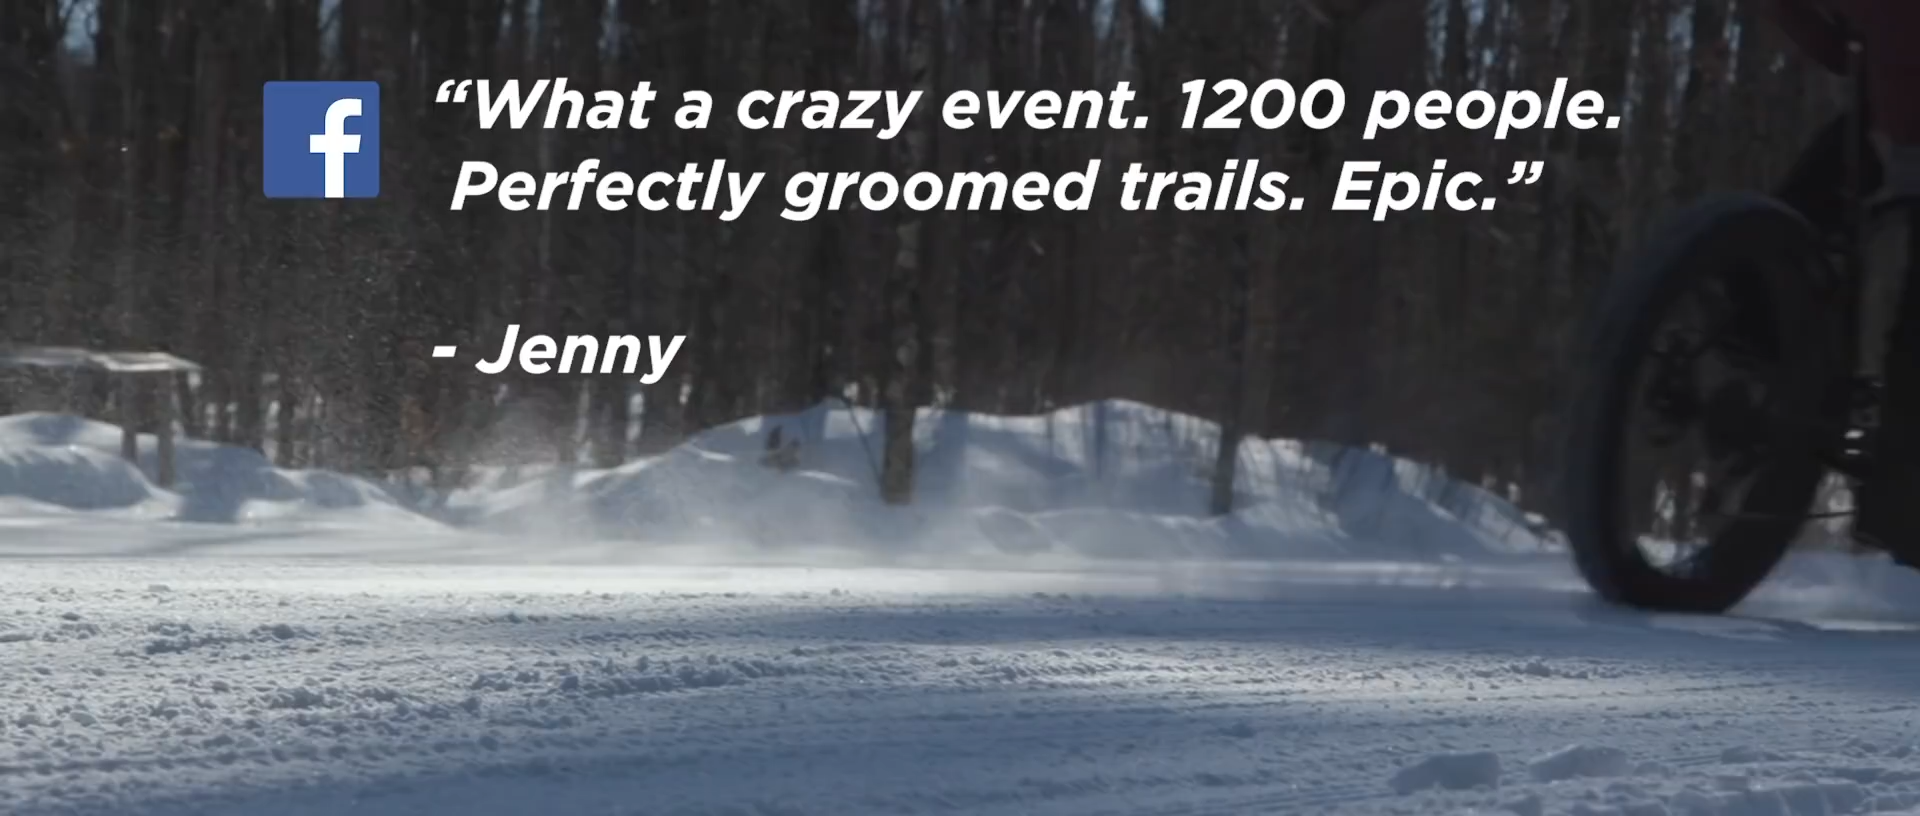 “What a crazy event. 1200 people.
Perfectly groomed trails. Epic.”
- Jenny